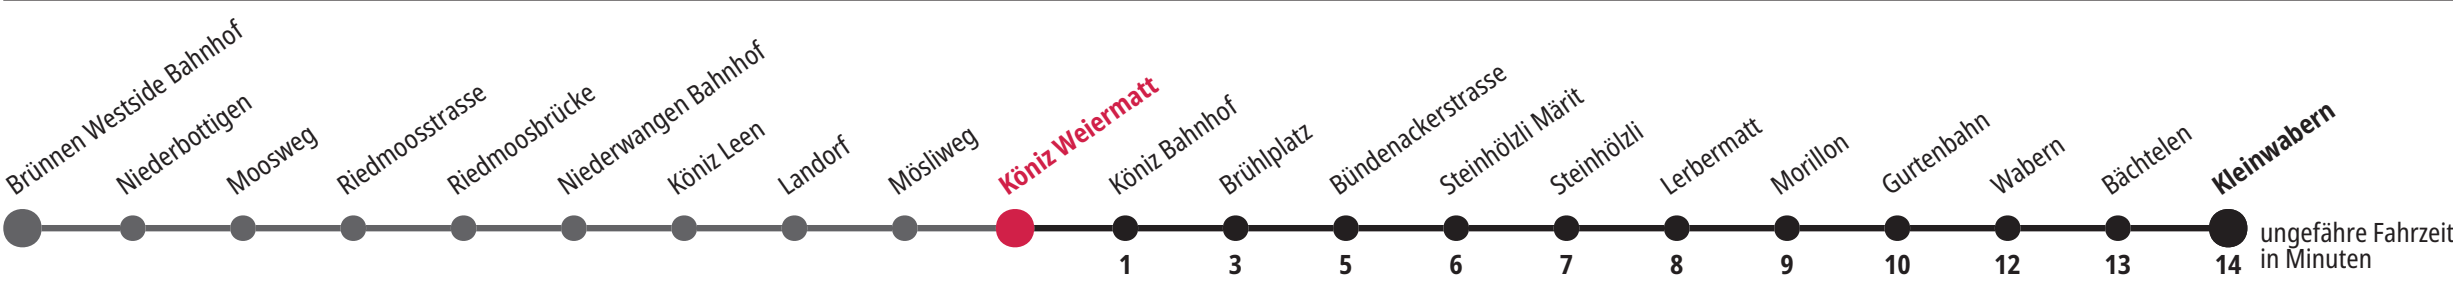 Brünnen Westside Bahnhof
Niederbottigen
Moosweg
Riedmoosstrasse
Riedmoosbrücke
Niederwangen Bahnhof
Köniz Leen
Landorf
Mösliweg
Köniz Weiermatt
Köniz Bahnhof
Brühlplatz
Bündenackerstrasse
Steinhölzli Märit
Steinhölzli
Lerbermatt
Morillon
Gurtenbahn
Wabern
Bächtelen
Kleinwabern
1 3 5 6 7 8 9 10 12 13 14
ungefähre Fahrzeit
in Minuten